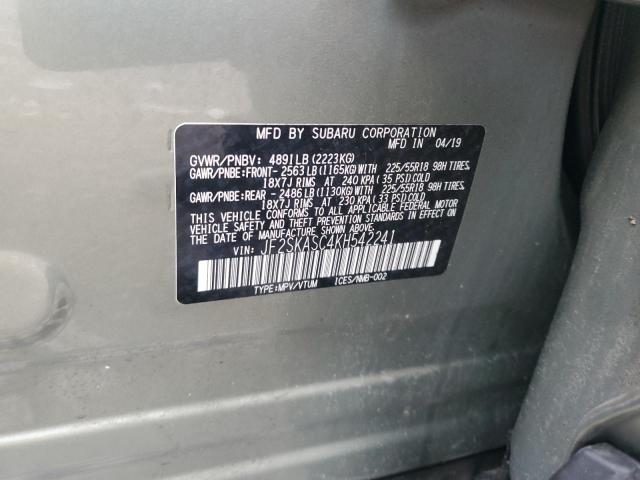 MFD BY SUBARU CORPORATION
MFD IN 04/19
GVWR/PNBV: 4891LB (2223KG)
GAWR/PNBE:FRONT- 2563LB (1165KG)WITH 225/55R18 98H TIRES,
18X7J RIMS AT 240 KPA(35 PSI)COLD
GAWR/PNBE:REAR - 2486LB (1130KG)WITH 225/55R18 98H TIRES,
18X7J RIMS AT 230 KPA(33 PSI)COLD
THIS VEHICLE CONFORMS TO ALL APPLICABLE FEDERAL MOTOR
VEHICLE SAFETY AND THEFT PREVENTION STANDARDS IN EFFECT
ON THE DATE OF MANUFACTURE SHOWN ABOVE.
VIN: JF2SKASC4KH542241
TYPE:MPV/VTUM ICES/NMB-002